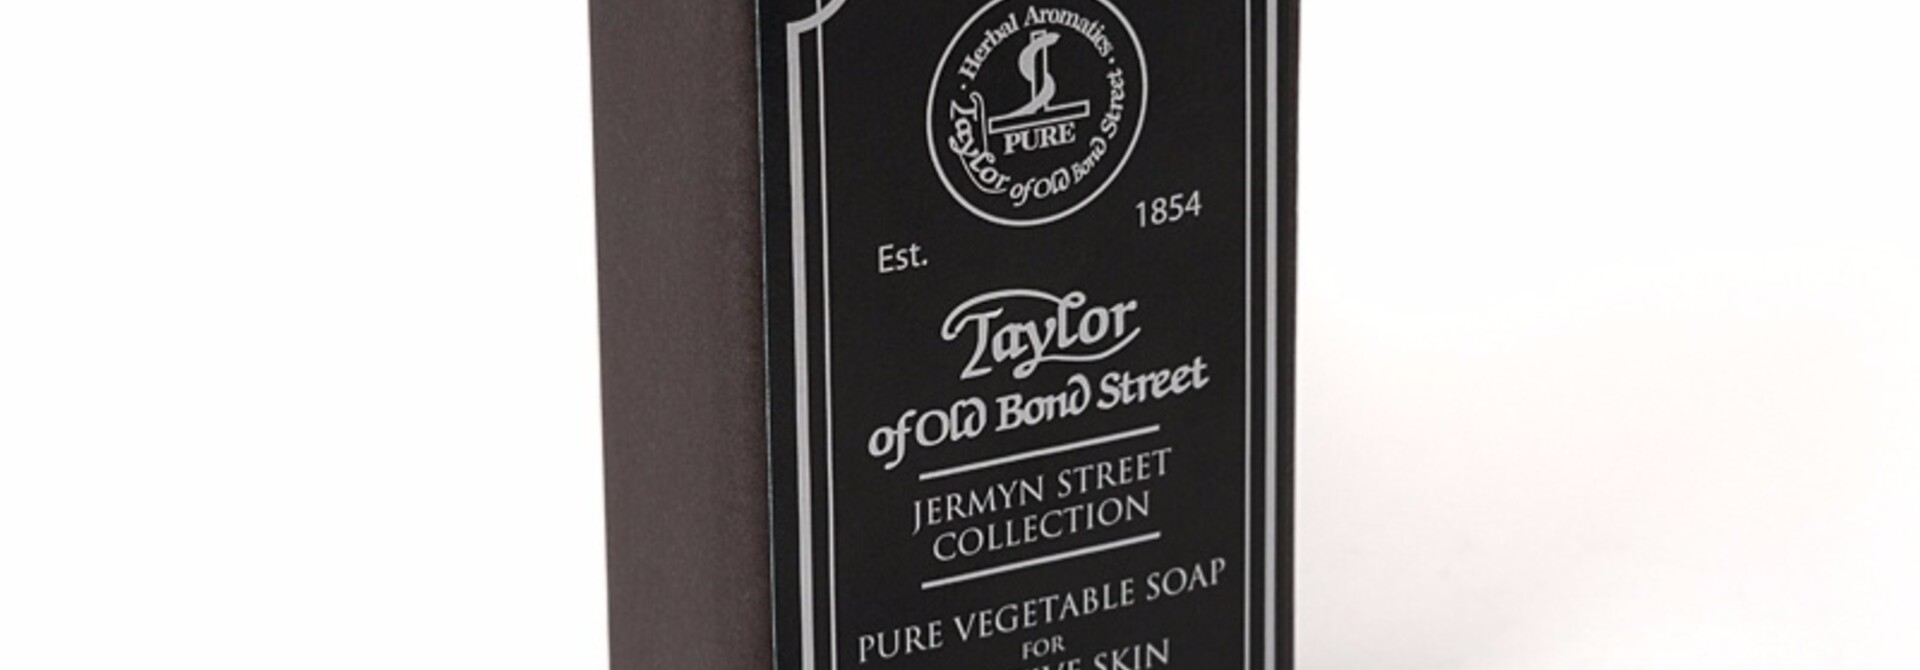 · Herbal Aromatics ·
Taylor of Old Bond Street
PURE
Est. 1854
Taylor
of Old Bond Street
JERMYN STREET
COLLECTION
PURE VEGETABLE SOAP
FOR
SKIN